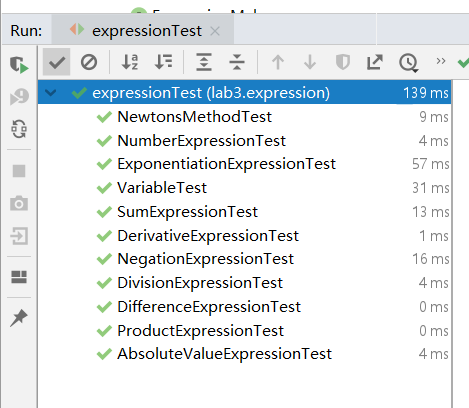 Run: expressionTest ×
expressionTest (lab3.expression) 139 ms
NewtonsMethodTest 9 ms
NumberExpressionTest 4 ms
ExponentiationExpressionTest 57 ms
VariableTest 31 ms
SumExpressionTest 13 ms
DerivativeExpressionTest 1 ms
NegationExpressionTest 16 ms
DivisionExpressionTest 4 ms
DifferenceExpressionTest 0 ms
ProductExpressionTest 0 ms
AbsoluteValueExpressionTest 4 ms